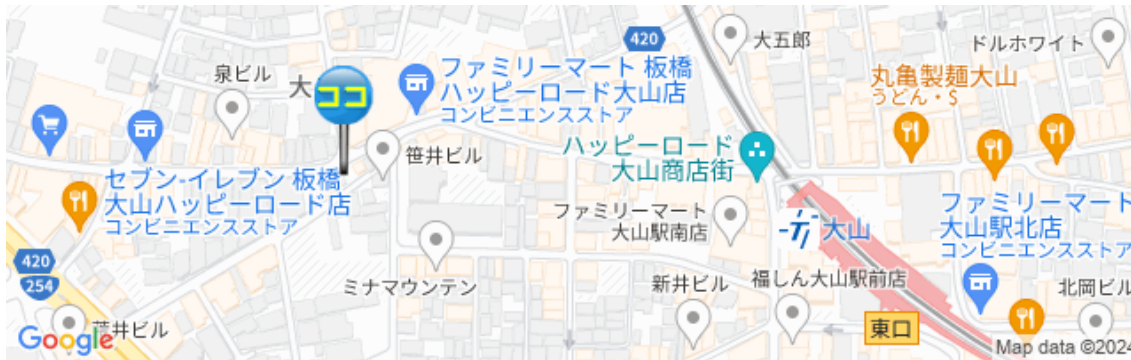 420
大五郎
ドルホワイト
泉ビル
大
ココ
ファミリーマート 板橋
ハッピーロード大山店
コンビニエンスストア
丸亀製麺大山
うどん・S
笹井ビル
ハッピーロード
大山商店街
セブン-イレブン 板橋
大山ハッピーロード店
コンビニエンスストア
ファミリーマート
大山駅南店
大山
ファミリーマート
大山駅北店
コンビニエンスストア
420
254
ミナマウンテン
新井ビル
福しん大山駅前店
北岡ビル
井ビル
東口
Google
Map data ©2024